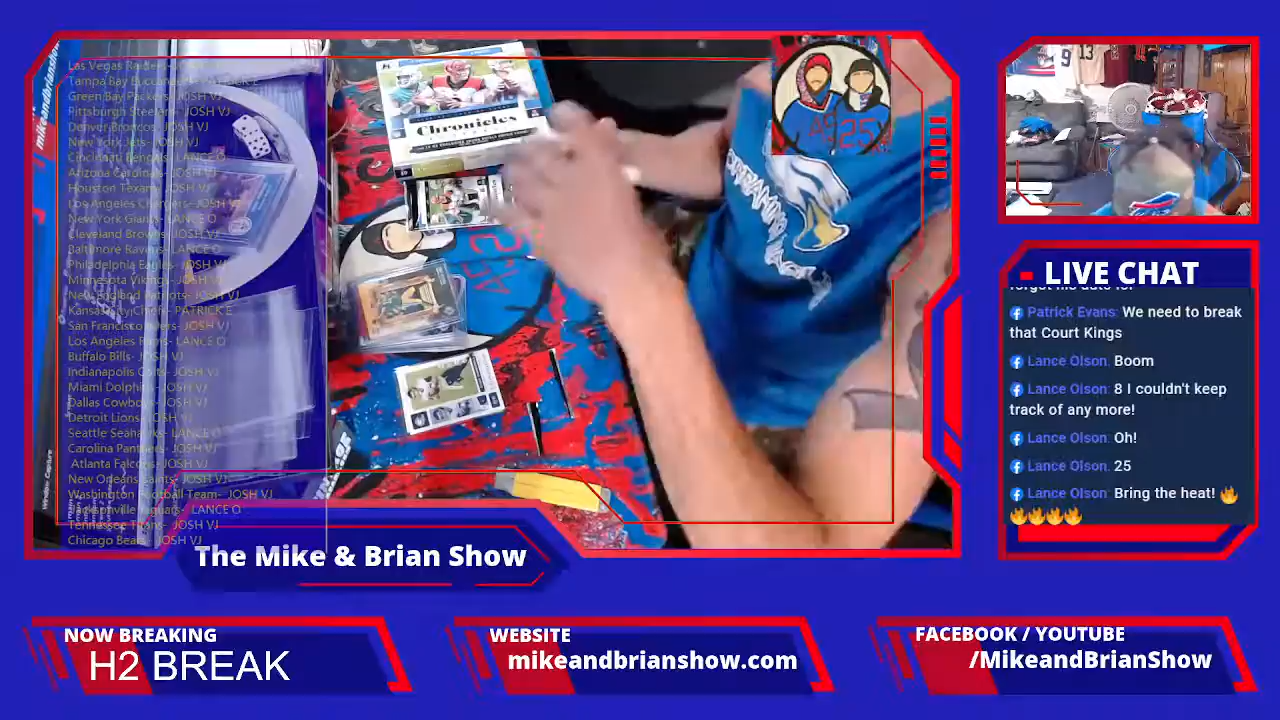 Las Vegas Raiders-
Tampa Bay Buccaneers-
Green Bay Packers- JOSH VJ
Pittsburgh Steelers- JOSH VJ
Denver Broncos- JOSH VJ
New York Jets- JOSH VJ
Cincinnati Bengals- LANCE O
Arizona Cardinals- JOSH VJ
Houston Texans- JOSH VJ
Los Angeles Chargers- JOSH VJ
New York Giants- LANCE O
Cleveland Browns- JOSH VJ
Baltimore Ravens- LANCE O
Philadelphia Eagles- JOSH VJ
Minnesota Vikings- JOSH VJ
New England Patriots- JOSH VJ
Kansas City Chiefs- PATRICK E
San Francisco 49ers- JOSH VJ
Los Angeles Rams- LANCE O
Buffalo Bills- JOSH VJ
Indianapolis Colts- JOSH VJ
Miami Dolphins- JOSH VJ
Dallas Cowboys- JOSH VJ
Detroit Lions- JOSH VJ
Seattle Seahawks- LANCE O
Carolina Panthers- JOSH VJ
Atlanta Falcons- JOSH VJ
New Orleans Saints- JOSH VJ
Washington Football Team- JOSH VJ
Jacksonville Jaguars- LANCE O
Tennessee Titans- JOSH VJ
Chicago Bears- JOSH VJ
mikeandbrianshow
Window Capture
Chronicles
The Mike & Brian Show
LIVE CHAT
Patrick Evans: We need to break
that Court Kings
Lance Olson: Boom
Lance Olson: 8 I couldn't keep
track of any more!
Lance Olson: Oh!
Lance Olson: 25
Lance Olson: Bring the heat! 🔥
🔥🔥🔥🔥
NOW BREAKING
H2 BREAK
WEBSITE
mikeandbrianshow.com
FACEBOOK / YOUTUBE
/MikeandBrianShow